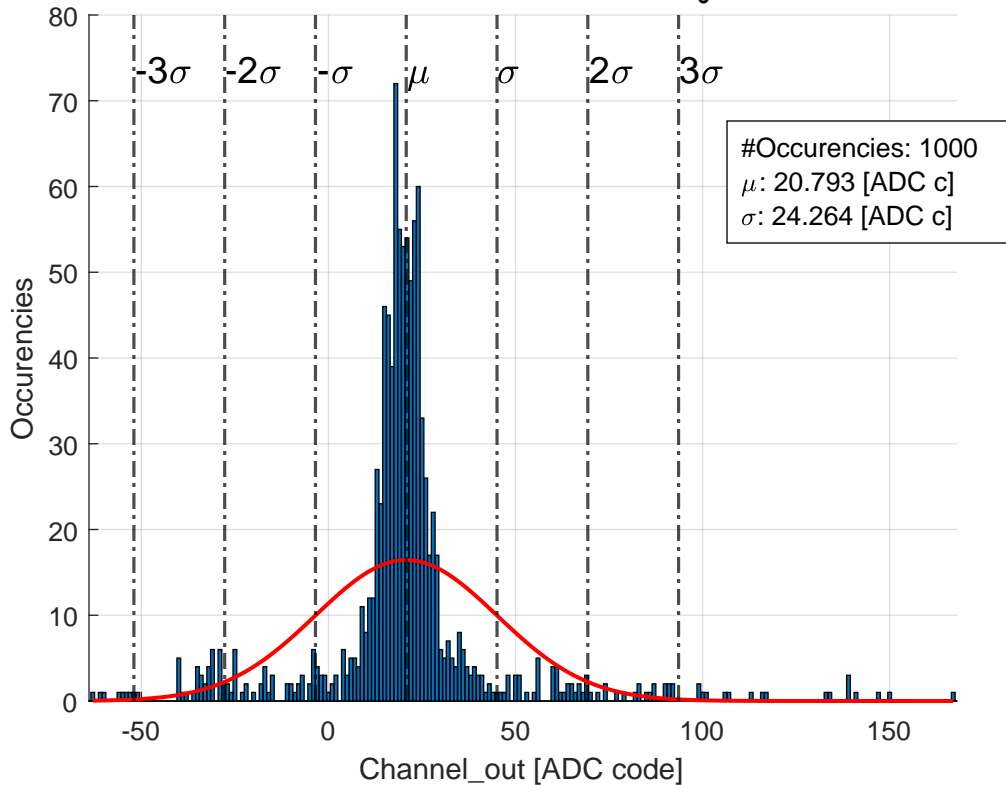 80
70
60
50
40
30
20
10
0
-3σ -2σ -σ μ σ 2σ 3σ
#Occurencies: 1000
μ: 20.793 [ADC c]
σ: 24.264 [ADC c]
Occurencies
-50 0 50 100 150
Channel_out [ADC code]